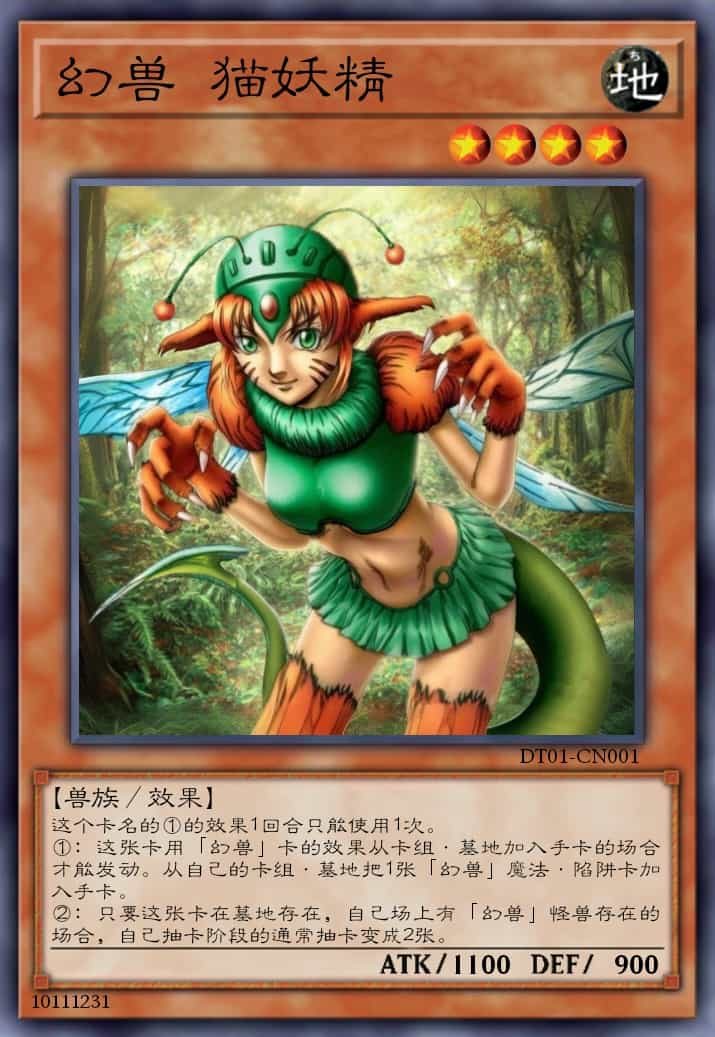 幻兽 猫妖精
ち
地
DT01-CN001
【兽族／效果】
这个卡名的①的效果1回合只能使用1次。
①：这张卡用「幻兽」卡的效果从卡组·墓地加入手卡的场合
才能发动。从自己的卡组·墓地把1张「幻兽」魔法·陷阱卡加
入手卡。
②：只要这张卡在墓地存在，自己场上有「幻兽」怪兽存在的
场合，自己抽卡阶段的通常抽卡变成2张。
ATK/1100 DEF/ 900
10111231